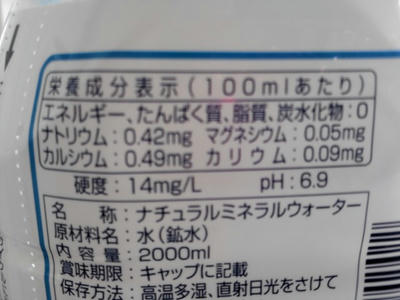 栄養成分表示(100mlあたり)
エネルギー、たんぱく質、脂質、炭水化物:0
ナトリウム:0.42mg マグネシウム:0.05mg
カルシウム:0.49mg カリウム:0.09mg
硬度:14mg/L pH:6.9
名称:ナチュラルミネラルウォーター
原材料名:水(鉱水)
内容量:2000ml
賞味期限:キャップに記載
保存方法:高温多湿、直射日光をさけて